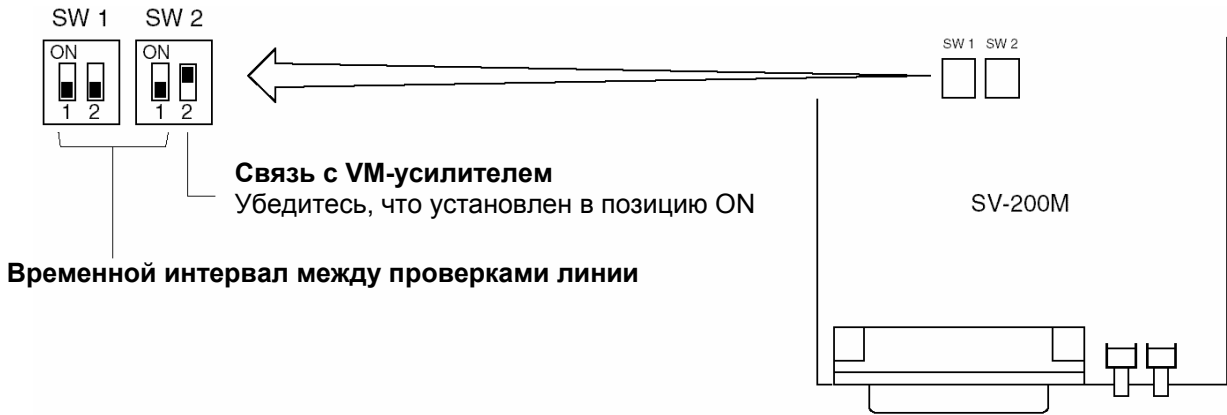 SW 1 SW 2
ON ON
1 2 1 2
SW 1 SW 2
Связь с VM-усилителем
Убедитесь, что установлен в позицию ON
SV-200M
Временной интервал между проверками линии